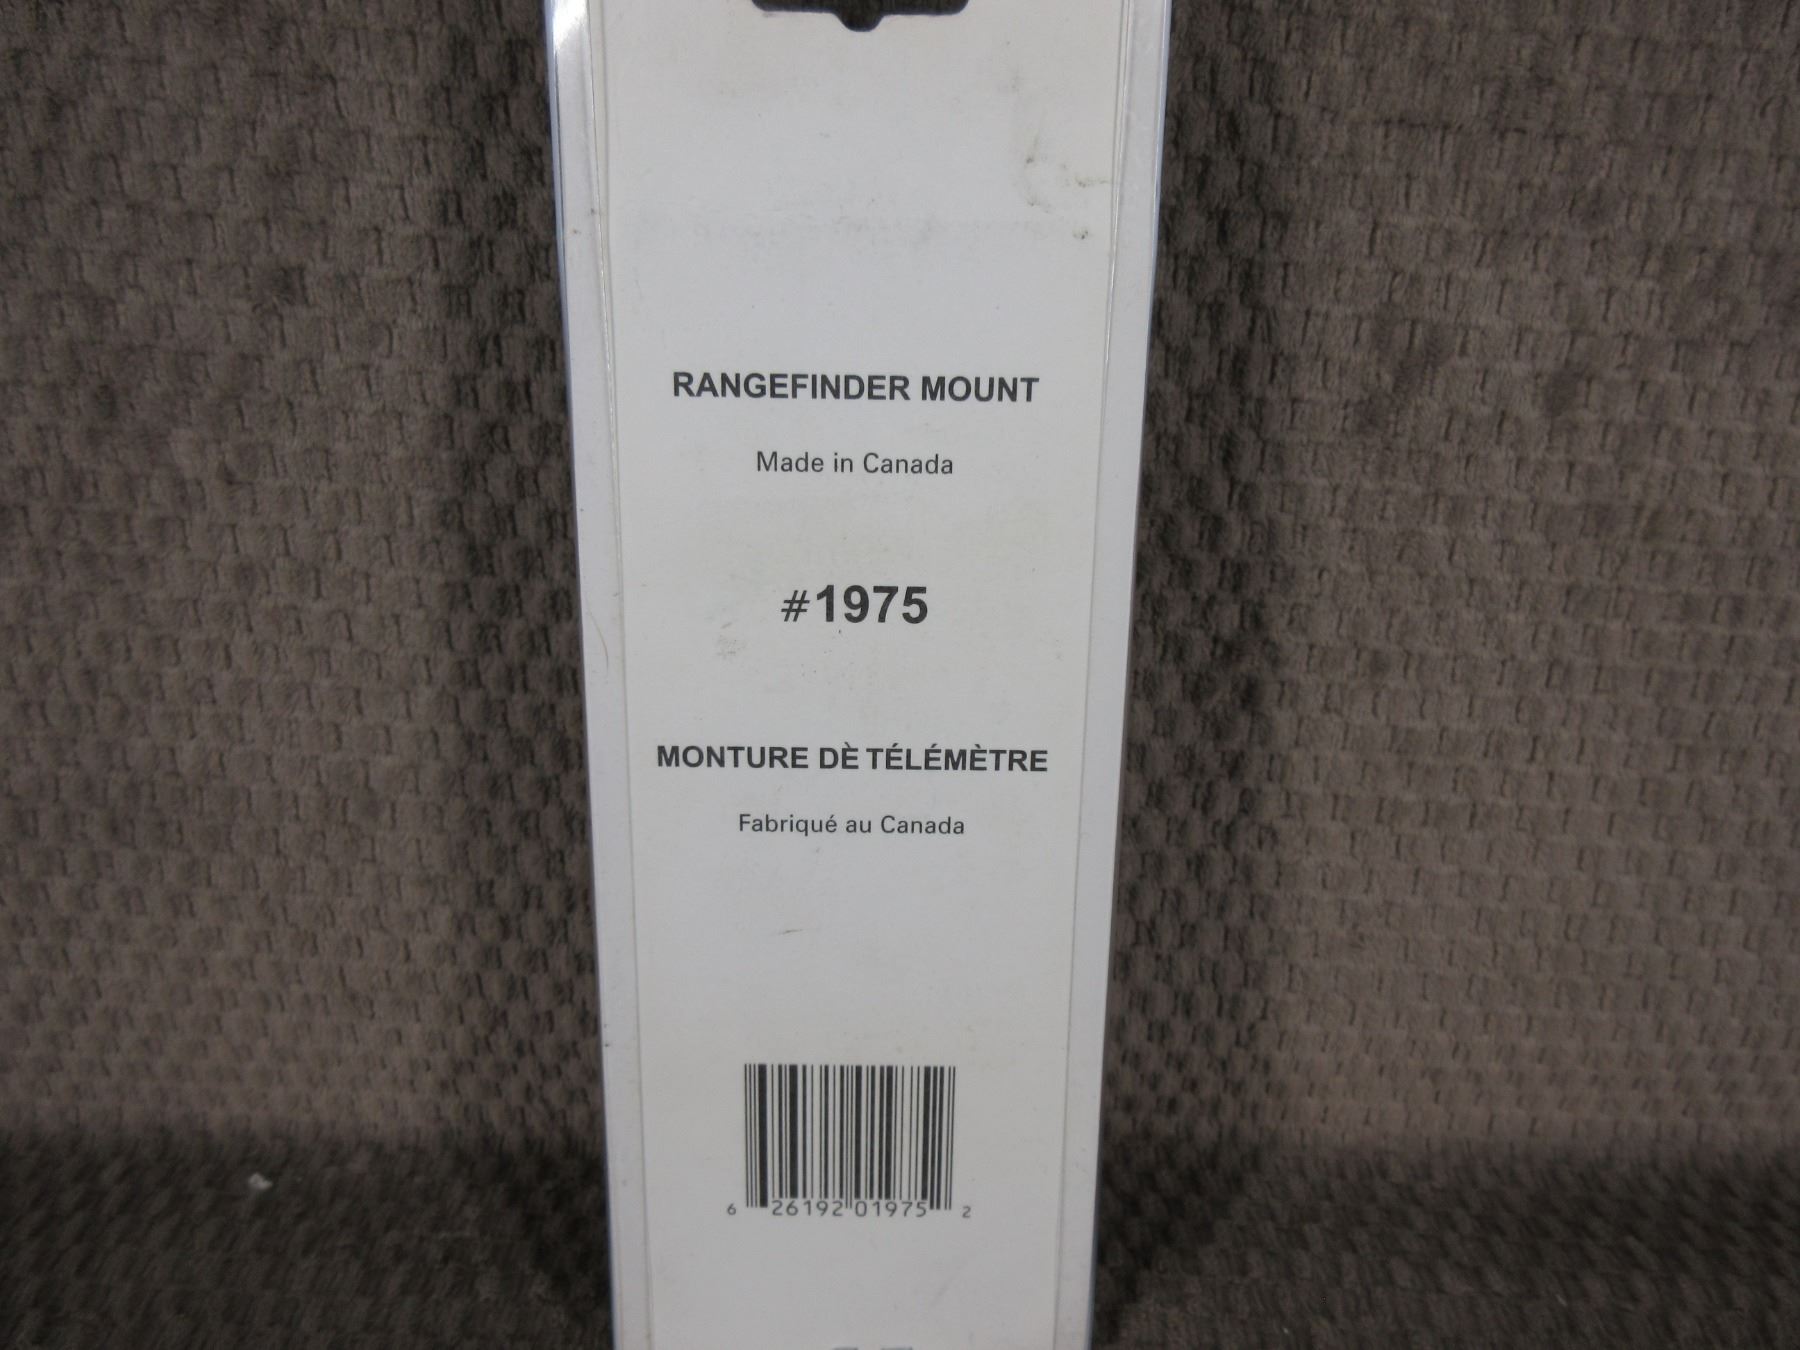 RANGEFINDER MOUNT
Made in Canada
#1975
MONTURE DÈ TÉLÉMÈTRE
Fabriqué au Canada
6 26192 01975 2